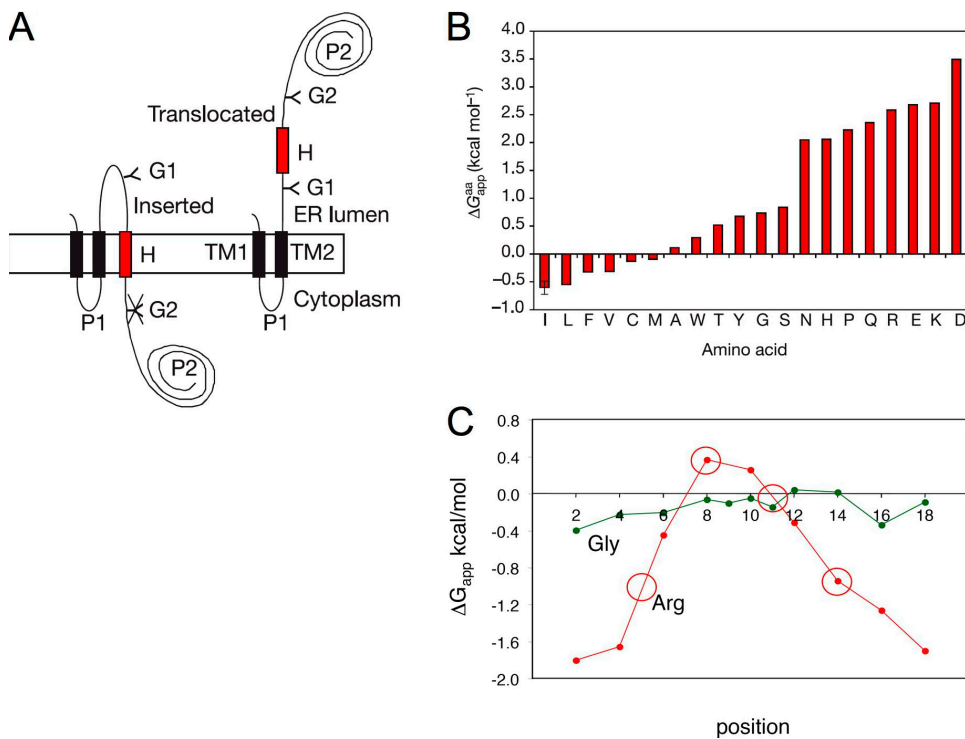 A
P2
G2
Translocated
H
G1
G1
Inserted
ER lumen
TM1
TM2
H
Cytoplasm
P1
G2
P1
P2
B
ΔG^aa_app (kcal mol⁻¹)
4.0
3.5
3.0
2.5
2.0
1.5
1.0
0.5
0.0
−0.5
−1.0
I L F V C M A W T Y G S N H P Q R E K D
Amino acid
C
ΔG_app kcal/mol
0.8
0.4
0.0
-0.4
-0.8
-1.2
-1.6
-2.0
2 4 6 8 10 12 14 16 18
Gly
Arg
position